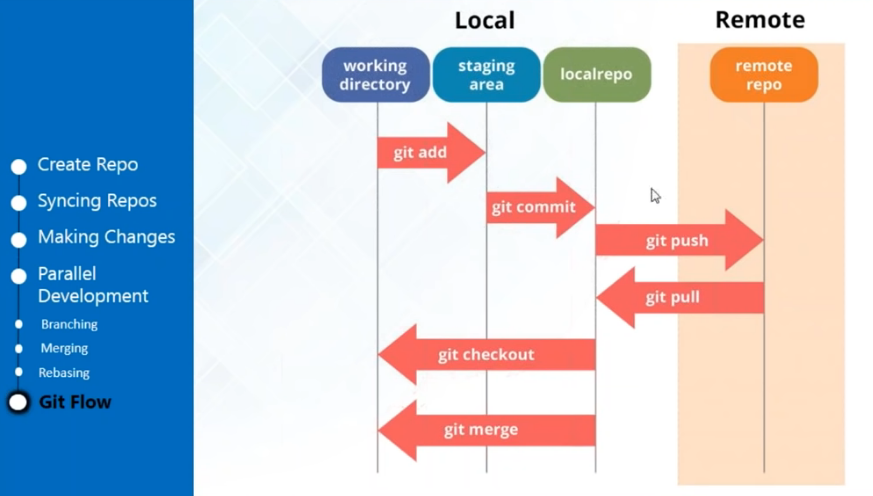 Local
Remote
working
directory
staging
area
localrepo
remote
repo
git add
git commit
git push
git pull
git checkout
git merge
Create Repo
Syncing Repos
Making Changes
Parallel
Development
Branching
Merging
Rebasing
Git Flow